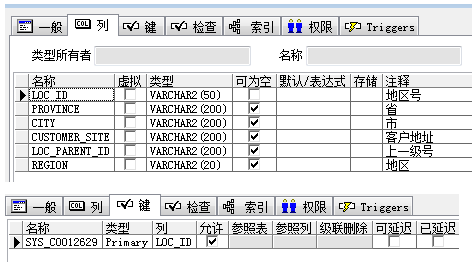 一般 列 键 检查 索引 权限 Triggers
类型所有者 名称
名称 虚拟 类型 可为空 默认/表达式 存储 注释
LOC_ID VARCHAR2(50) 地区号
PROVINCE VARCHAR2(200) 省
CITY VARCHAR2(200) 市
CUSTOMER_SITE VARCHAR2(200) 客户地址
LOC_PARENT_ID VARCHAR2(200) 上一级号
REGION VARCHAR2(20) 地区
一般 列 键 检查 索引 权限 Triggers
名称 类型 列 允许 参照表 参照列 级联删除 可延迟 已延迟
SYS_C0012629 Primary LOC_ID